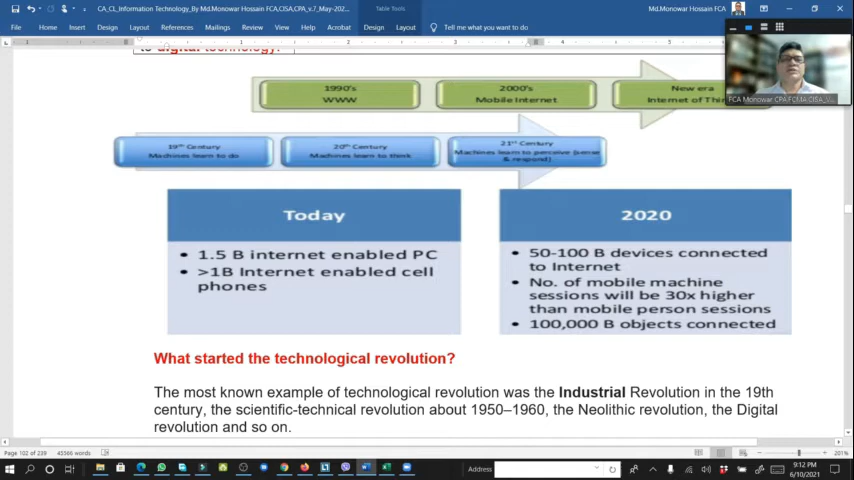 CA_CL_Information Technology_By Md.Monowar Hossain FCA,CISA,CPA_v.7_May-202...
Table Tools
Md.Monowar Hossain FCA
File
Home
Insert
Design
Layout
References
Mailings
Review
View
Help
Acrobat
Design
Layout
Tell me what you want to do
to digital technology.
1990's
WWW
2000's
Mobile Internet
New era
Internet of Thin
FCA Monowar CPA,FCMA,CISA_V...
19th Century
Machines learn to do
20th Century
Machines learn to think
21st Century
Machines learn to perceive (sense
& respond)
Today
• 1.5 B internet enabled PC
• >1B Internet enabled cell
phones
2020
• 50-100 B devices connected
to Internet
• No. of mobile machine
sessions will be 30x higher
than mobile person sessions
• 100,000 B objects connected
What started the technological revolution?
The most known example of technological revolution was the Industrial Revolution in the 19th
century, the scientific-technical revolution about 1950–1960, the Neolithic revolution, the Digital
revolution and so on.
Page 102 of 239
45566 words
201%
Address
9:12 PM
6/10/2021